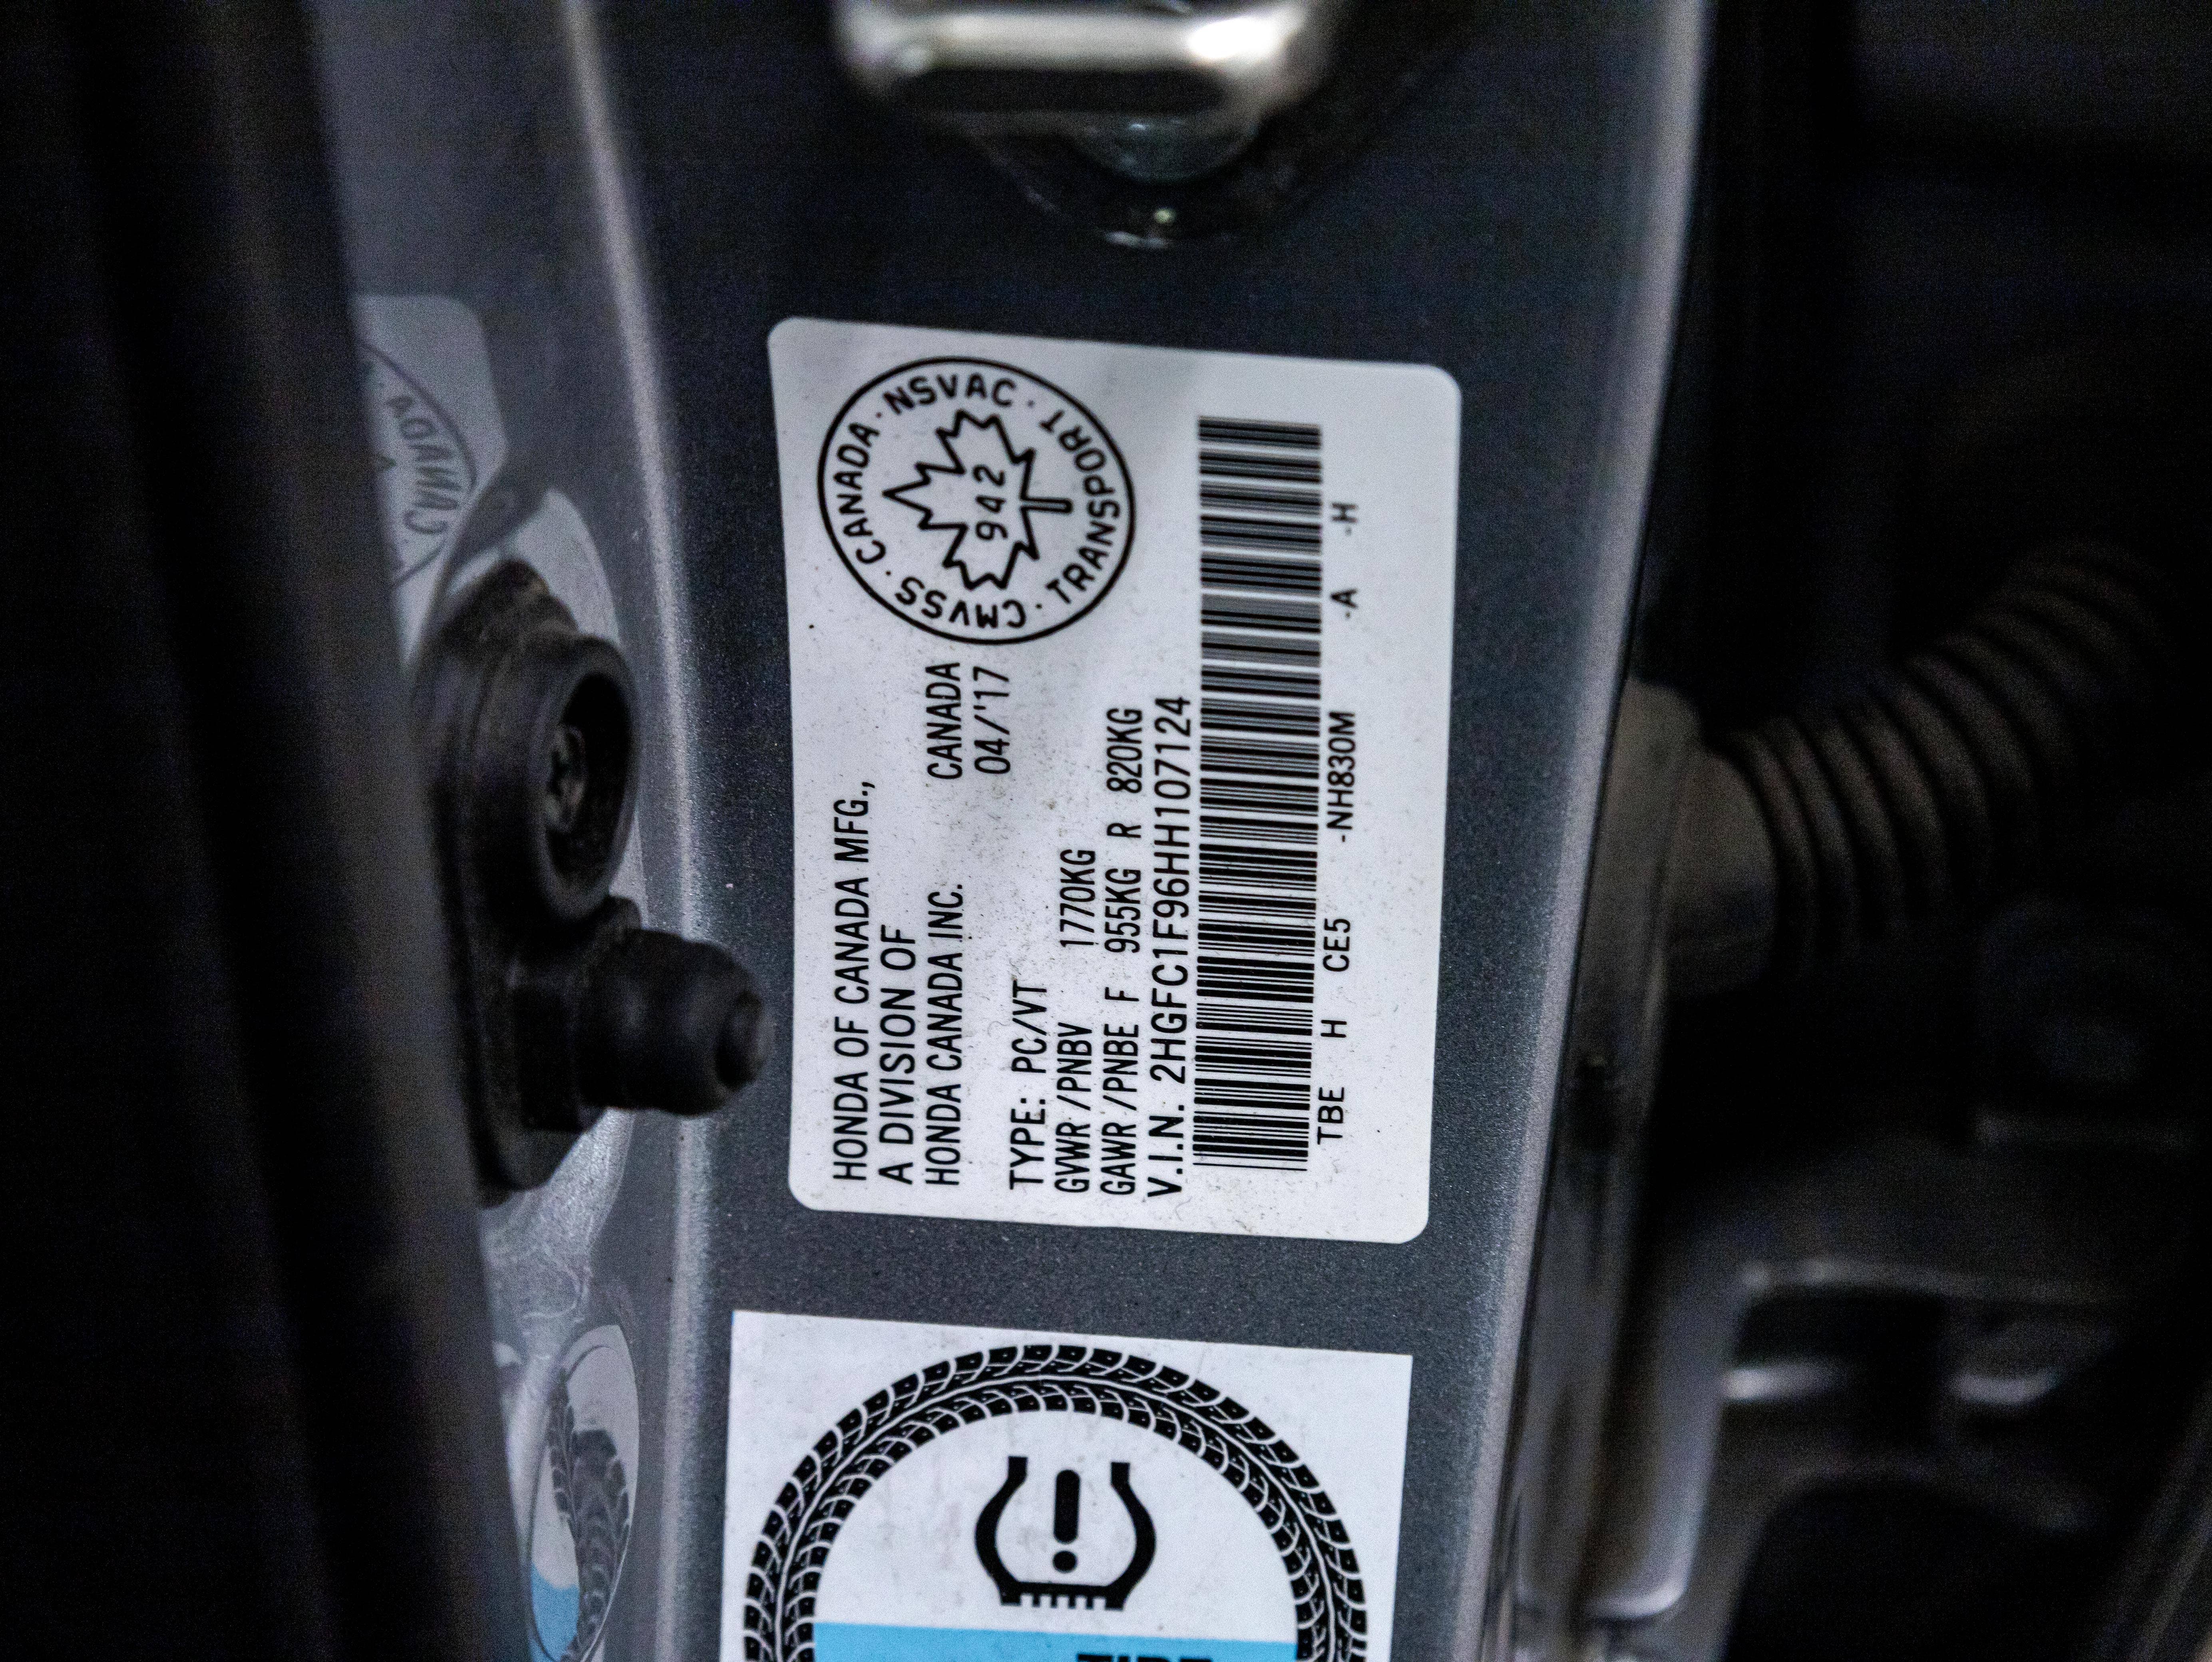 HONDA OF CANADA MFG.,
A DIVISION OF
HONDA CANADA INC. CANADA
04/'17
TYPE: PC/VT
GVWR/PNBV 1770KG
GAWR/PNBE F 955KG R 820KG
V.I.N. 2HGFC1F96HH107124
TBE H CE5 -NH830M -A -H
CMVSS · CANADA · NSVAC · TRANSPORT ·
942
CANADA